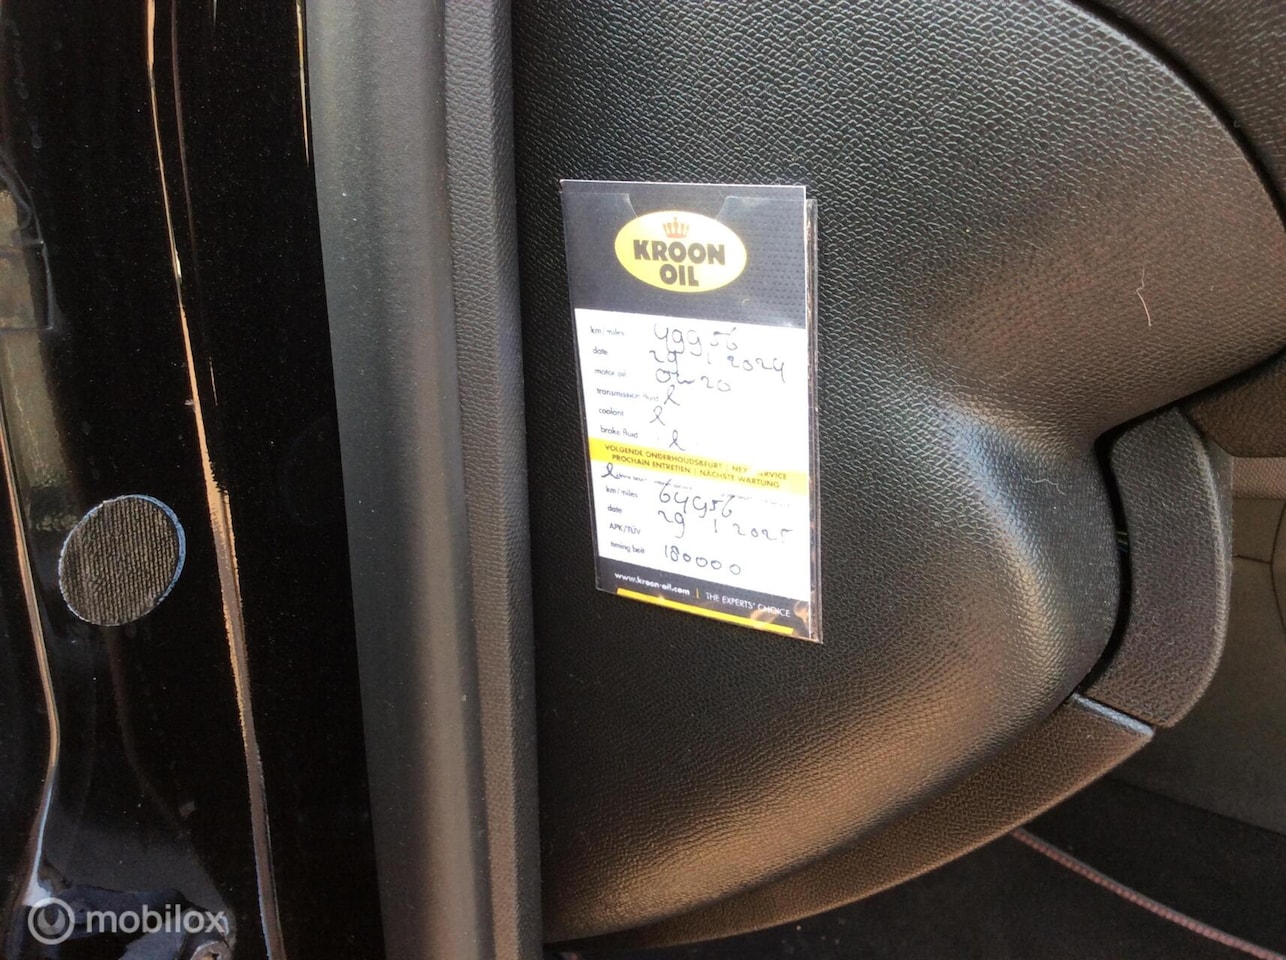 KROON
OIL
km/miles 49956
date 29 1 2024
motor oil 0W-20
transmission fluid
coolant
brake fluid
VOLGENDE ONDERHOUDSBEURT NEXT SERVICE
PROCHAIN ENTRETIEN | NÄCHSTE WARTUNG
km/miles 64956
date 29 1 2025
APK/TÜV
timing belt 180000
www.kroon-oil.com | THE EXPERTS' CHOICE
mobilox